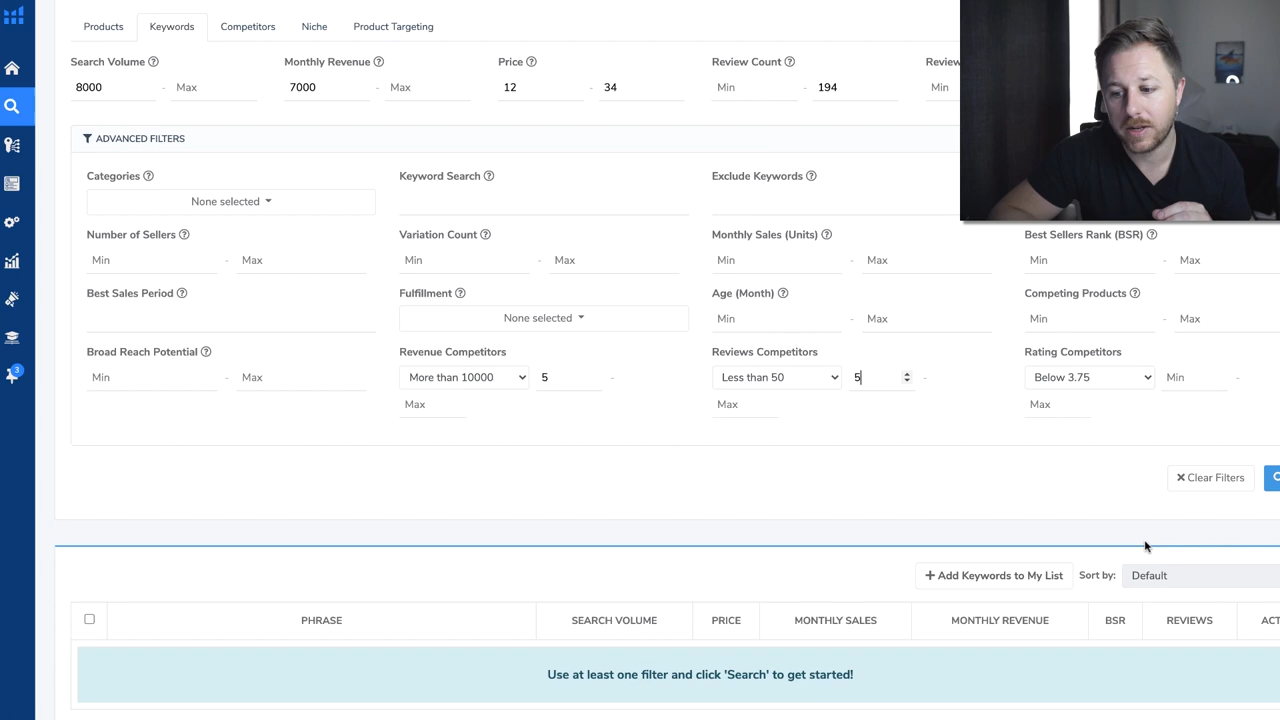 Products Keywords Competitors Niche Product Targeting
Search Volume Monthly Revenue Price Review Count Review
8000 - Max 7000 - Max 12 - 34 Min - 194 Min
ADVANCED FILTERS
Categories Keyword Search Exclude Keywords
None selected
Number of Sellers Variation Count Monthly Sales (Units) Best Sellers Rank (BSR)
Min - Max Min - Max Min - Max Min - Max
Best Sales Period Fulfillment Age (Month) Competing Products
None selected Min - Max Min - Max
Broad Reach Potential Revenue Competitors Reviews Competitors Rating Competitors
Min - Max More than 10000 5 - Less than 50 5 - Below 3.75 Min -
3 Max Max Max
Clear Filters
Add Keywords to My List Sort by: Default
PHRASE SEARCH VOLUME PRICE MONTHLY SALES MONTHLY REVENUE BSR REVIEWS ACT
Use at least one filter and click 'Search' to get started!